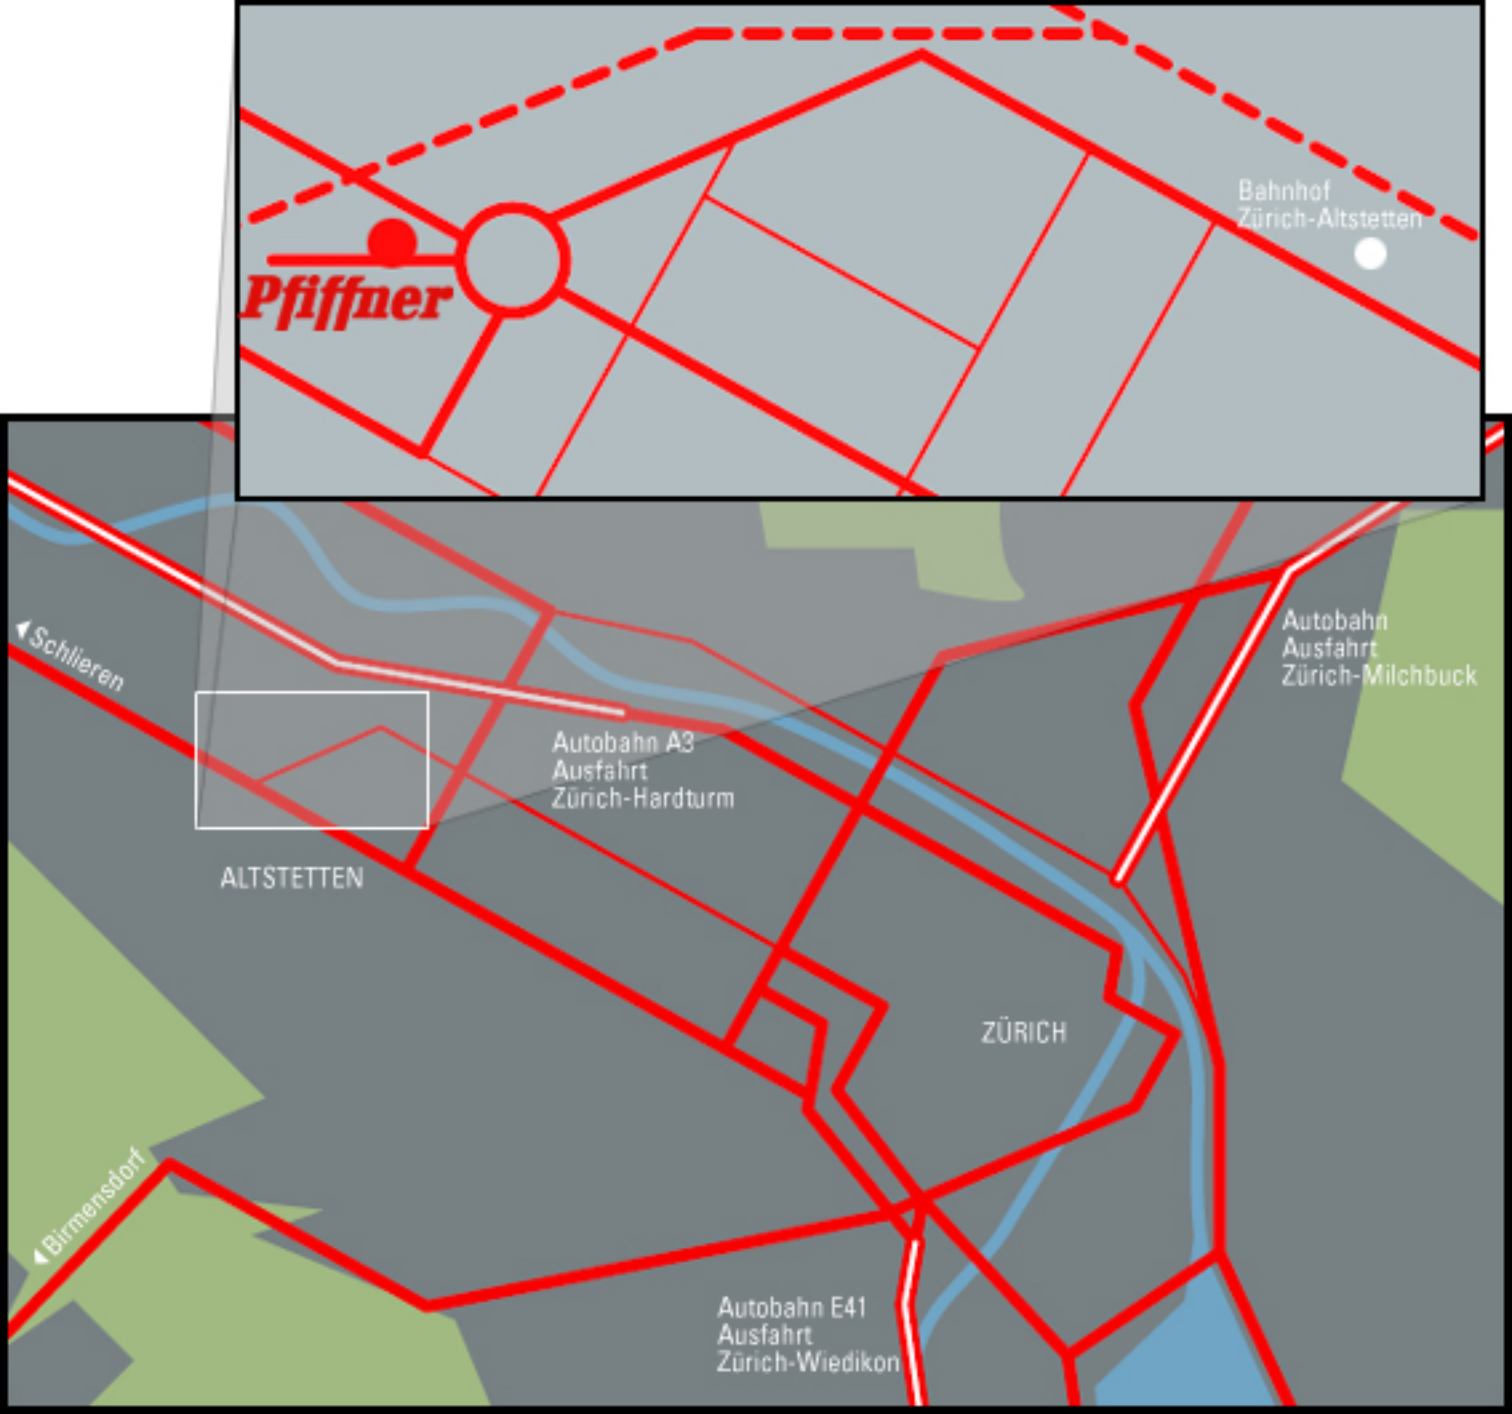 Bahnhof
Zürich-Altstetten
Pfiffner
Schlieren
Autobahn
Ausfahrt
Zürich-Milchbuck
Autobahn A3
Ausfahrt
Zürich-Hardturm
ALTSTETTEN
ZÜRICH
Birmensdorf
Autobahn E41
Ausfahrt
Zürich-Wiedikon